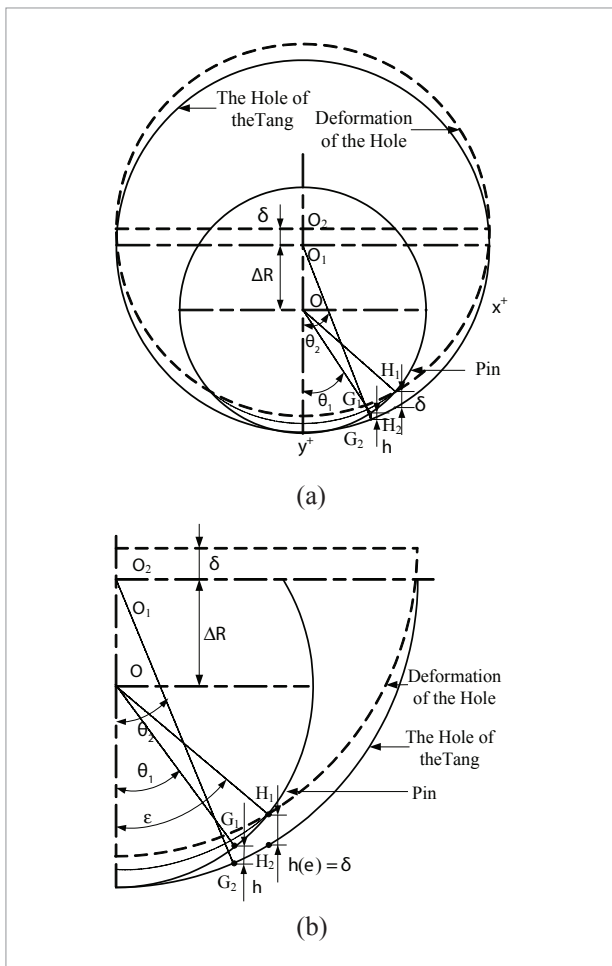 The Hole of
theTang
Deformation
of the Hole
δ
O₂
O₁
ΔR
O
x⁺
θ₂
H₁
Pin
θ₁
G₁
δ
H₂
G₂
y⁺
h
(a)
O₂
δ
O₁
ΔR
O
Deformation
of the Hole
θ₂
The Hole of
theTang
θ₁
H₁
Pin
ε
G₁
H₂
h(e) = δ
G₂
h
(b)